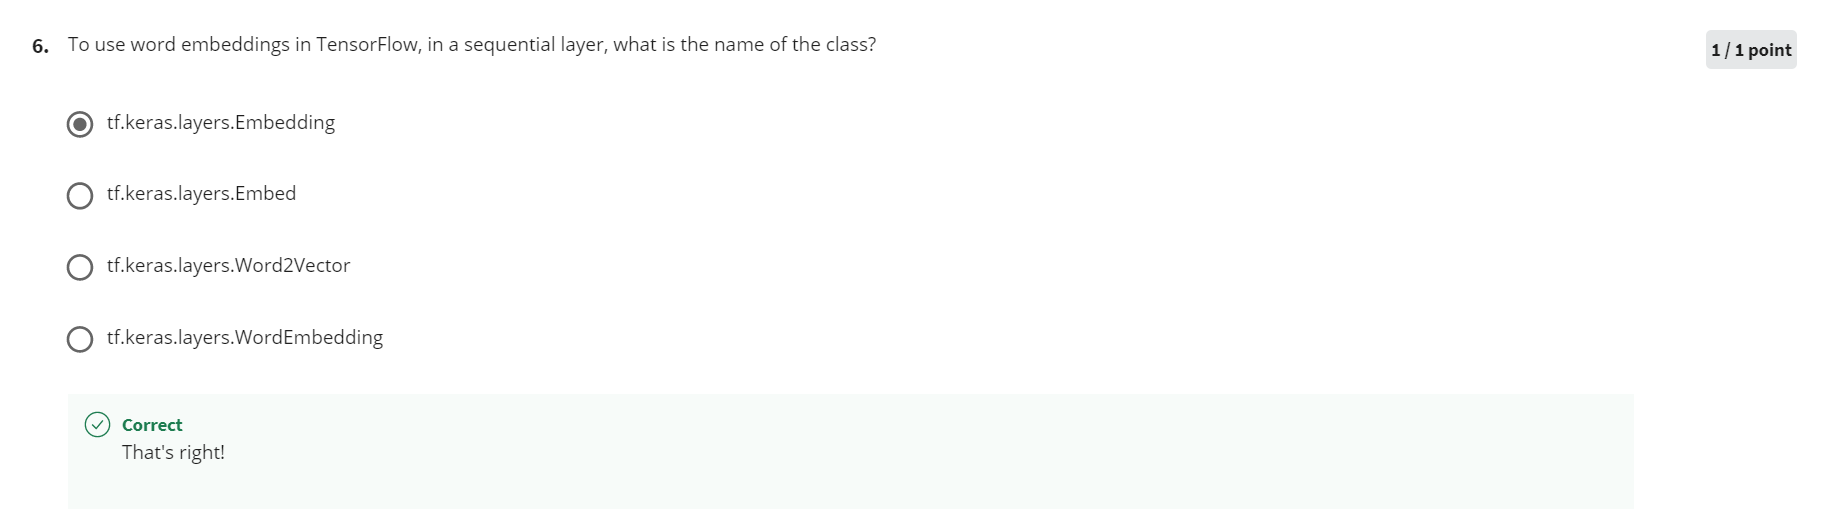 6. To use word embeddings in TensorFlow, in a sequential layer, what is the name of the class?
1 / 1 point
tf.keras.layers.Embedding
tf.keras.layers.Embed
tf.keras.layers.Word2Vector
tf.keras.layers.WordEmbedding
Correct
That's right!